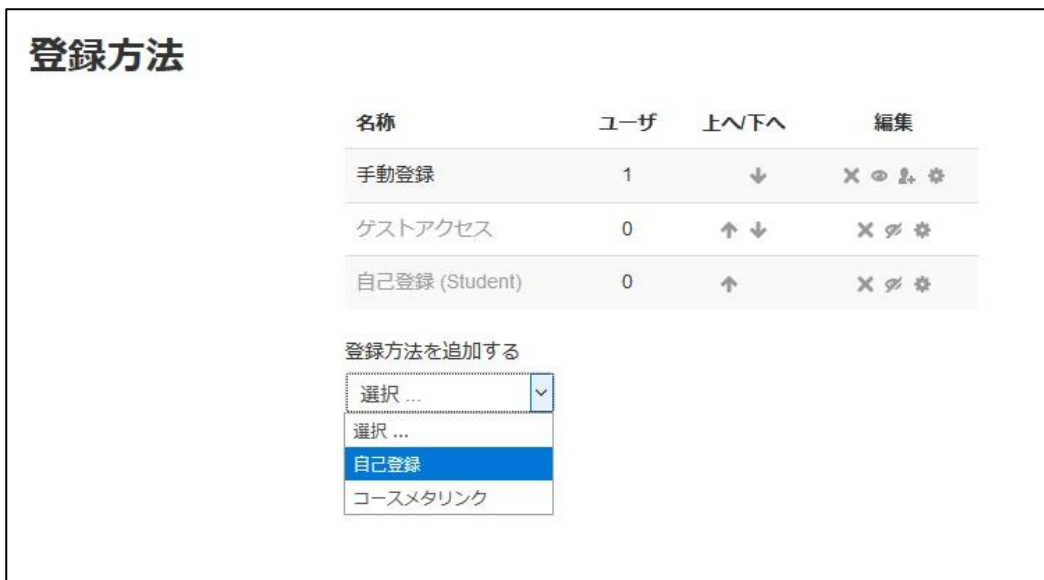 登録方法
名称 ユーザ 上へ/下へ 編集
手動登録 1
ゲストアクセス 0
自己登録 (Student) 0
登録方法を追加する
選択 ...
選択 ...
自己登録
コースメタリンク